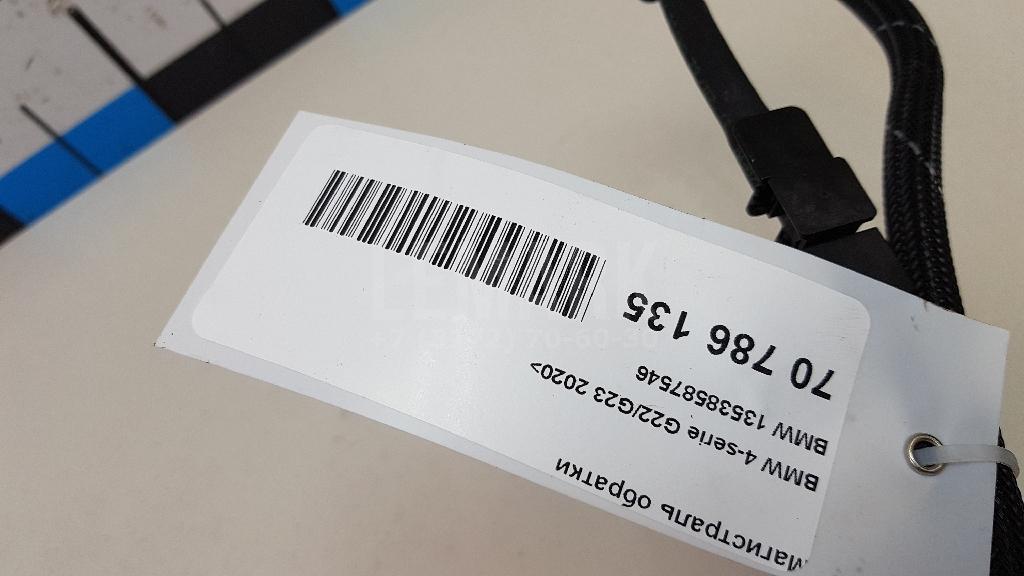 Магистраль обратки
BMW 4-serie G22/G23 2020>
BMW 13538587546
70 786 135